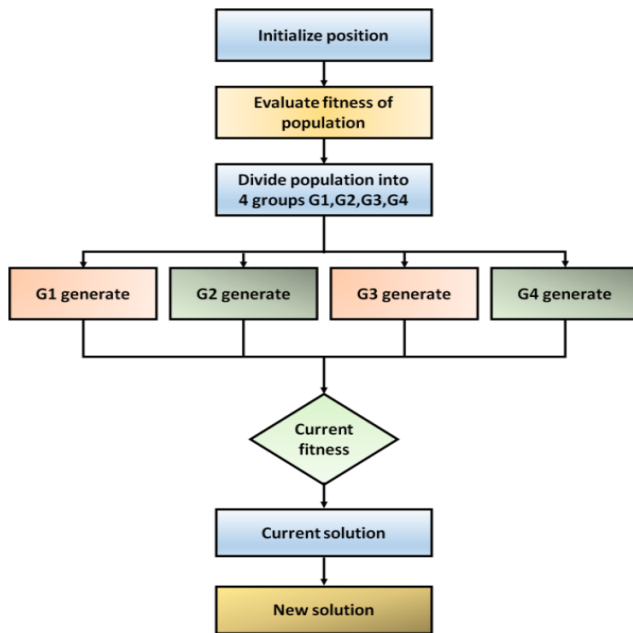 Initialize position
Evaluate fitness of
population
Divide population into
4 groups G1,G2,G3,G4
G1 generate
G2 generate
G3 generate
G4 generate
Current
fitness
Current solution
New solution